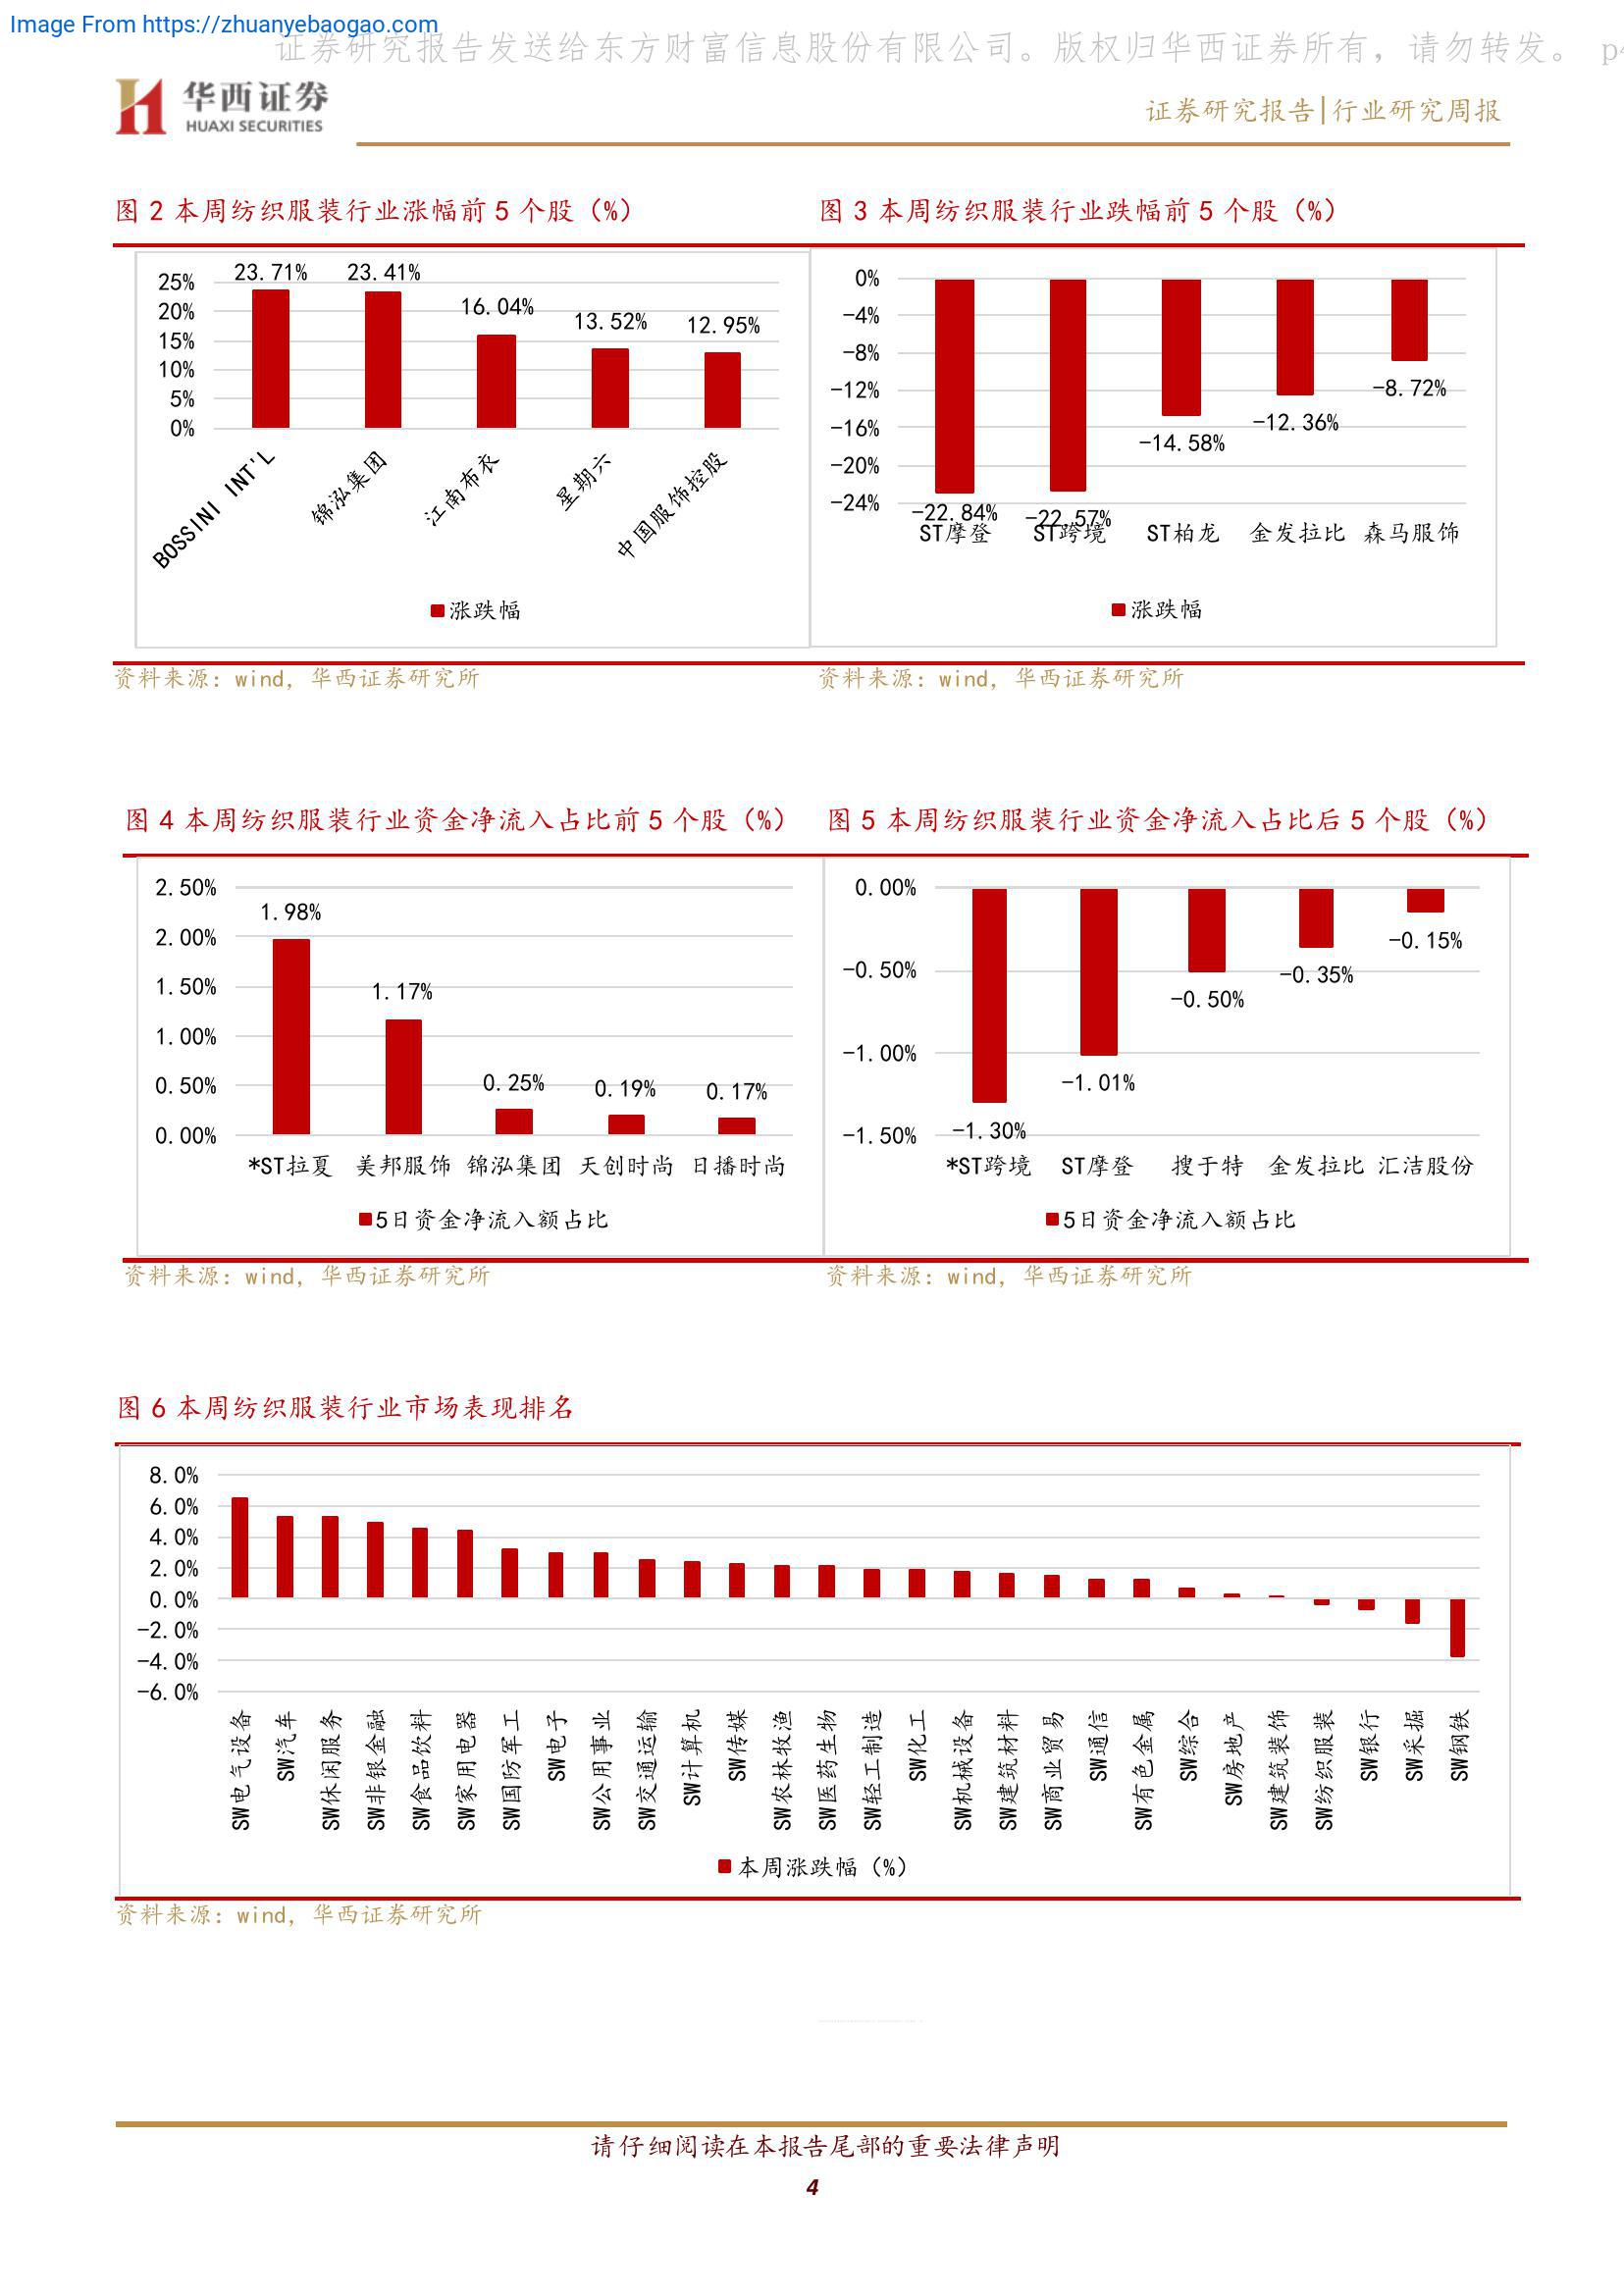 Image From https://zhuanyebaogao.com
证券研究报告发送给东方财富信息股份有限公司。版权归华西证券所有，请勿转发。 p4
华西证券
HUAXI SECURITIES
证券研究报告|行业研究周报
图 2 本周纺织服装行业涨幅前 5 个股（%）
25%
20%
15%
10%
5%
0%
23.71%
23.41%
16.04%
13.52%
12.95%
BOSSINI INT'L
锦泓集团
江南布衣
星期六
中国服饰控股
涨跌幅
资料来源：wind，华西证券研究所
图 3 本周纺织服装行业跌幅前 5 个股（%）
0%
-4%
-8%
-12%
-16%
-20%
-24%
-22.84%
-22.57%
-14.58%
-12.36%
-8.72%
ST摩登
ST跨境
ST柏龙
金发拉比
森马服饰
涨跌幅
资料来源：wind，华西证券研究所
图 4 本周纺织服装行业资金净流入占比前 5 个股（%）
2.50%
2.00%
1.50%
1.00%
0.50%
0.00%
1.98%
1.17%
0.25%
0.19%
0.17%
*ST拉夏
美邦服饰
锦泓集团
天创时尚
日播时尚
5日资金净流入额占比
资料来源：wind，华西证券研究所
图 5 本周纺织服装行业资金净流入占比后 5 个股（%）
0.00%
-0.50%
-1.00%
-1.50%
-1.30%
-1.01%
-0.50%
-0.35%
-0.15%
*ST跨境
ST摩登
搜于特
金发拉比
汇洁股份
5日资金净流入额占比
资料来源：wind，华西证券研究所
图 6 本周纺织服装行业市场表现排名
8.0%
6.0%
4.0%
2.0%
0.0%
-2.0%
-4.0%
-6.0%
SW电气设备
SW汽车
SW休闲服务
SW非银金融
SW食品饮料
SW家用电器
SW国防军工
SW电子
SW公用事业
SW交通运输
SW计算机
SW传媒
SW农林牧渔
SW医药生物
SW轻工制造
SW化工
SW机械设备
SW建筑材料
SW商业贸易
SW通信
SW有色金属
SW综合
SW房地产
SW建筑装饰
SW纺织服装
SW银行
SW采掘
SW钢铁
本周涨跌幅（%）
资料来源：wind，华西证券研究所
请仔细阅读在本报告尾部的重要法律声明
4